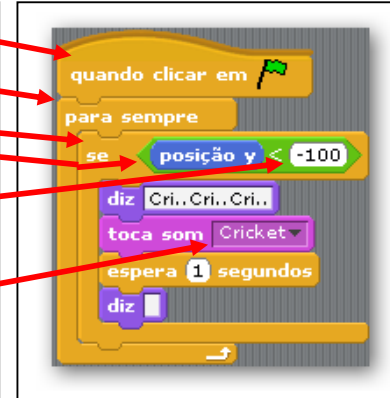 quando clicar em
para sempre
se posição y < -100
diz Cri..Cri..Cri..
toca som Cricket
espera 1 segundos
diz